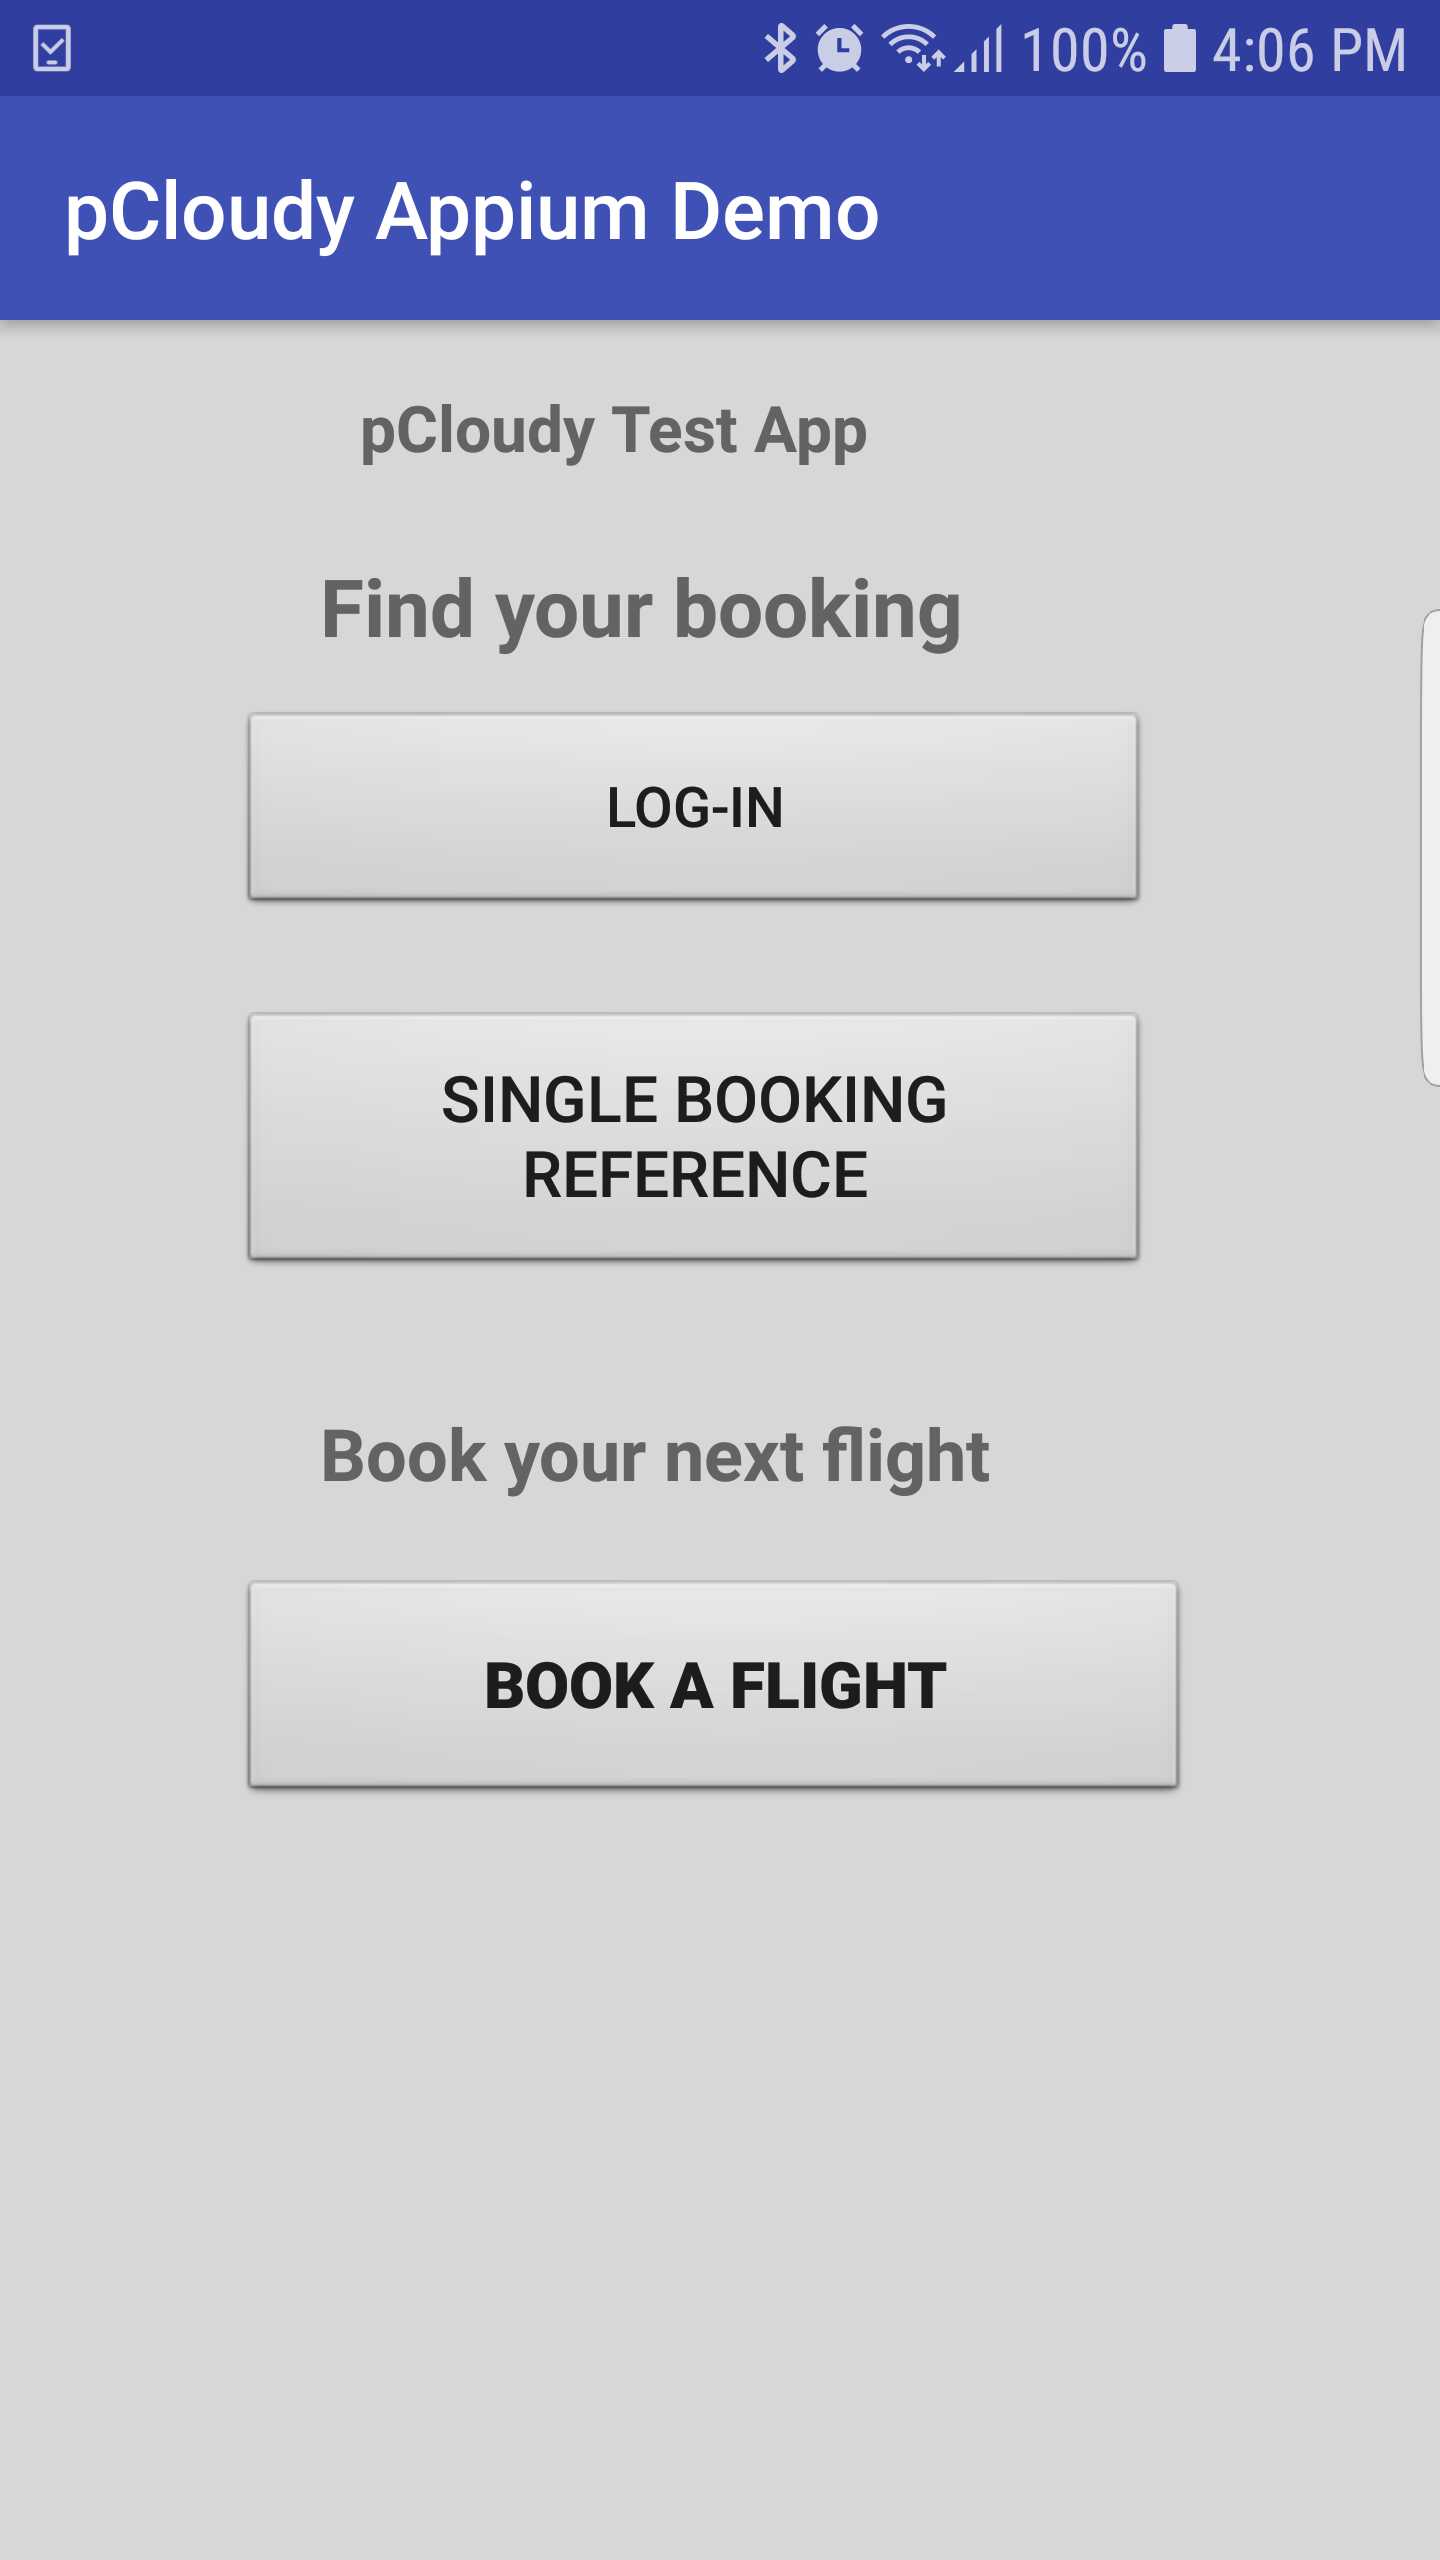 100% 4:06 PM
pCloudy Appium Demo
pCloudy Test App
Find your booking
LOG-IN
SINGLE BOOKING
REFERENCE
Book your next flight
BOOK A FLIGHT